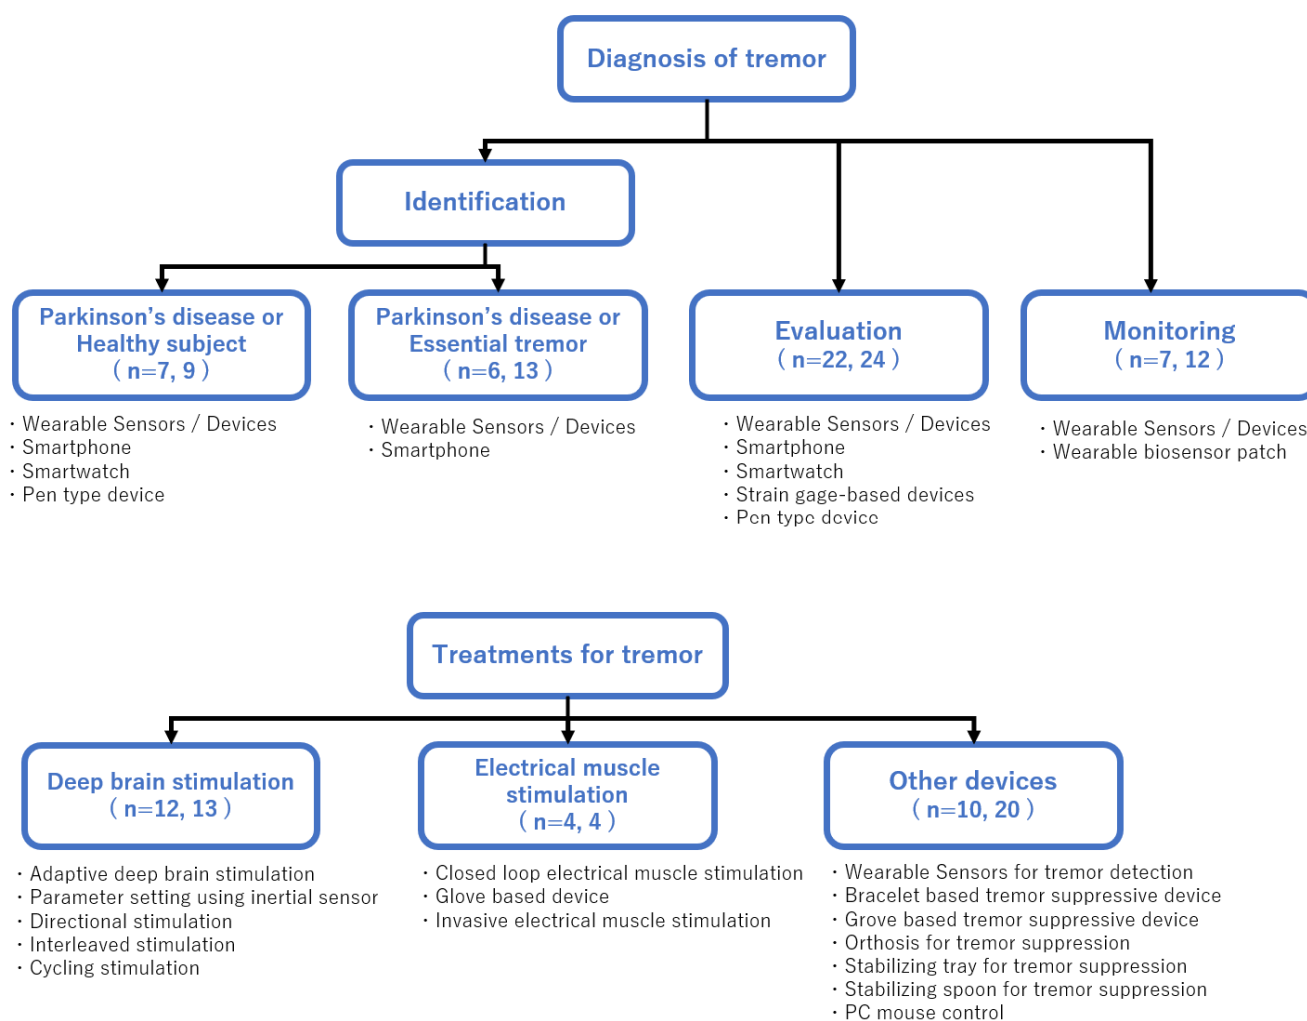 Diagnosis of tremor
Identification
Parkinson's disease or
Healthy subject
( n=7, 9 )
Parkinson's disease or
Essential tremor
( n=6, 13 )
Evaluation
( n=22, 24 )
Monitoring
( n=7, 12 )
・Wearable Sensors / Devices
・Smartphone
・Smartwatch
・Pen type device
・Wearable Sensors / Devices
・Smartphone
・Wearable Sensors / Devices
・Smartphone
・Smartwatch
・Strain gage-based devices
・Pen type device
・Wearable Sensors / Devices
・Wearable biosensor patch
Treatments for tremor
Deep brain stimulation
( n=12, 13 )
Electrical muscle
stimulation
( n=4, 4 )
Other devices
( n=10, 20 )
・Adaptive deep brain stimulation
・Parameter setting using inertial sensor
・Directional stimulation
・Interleaved stimulation
・Cycling stimulation
・Closed loop electrical muscle stimulation
・Glove based device
・Invasive electrical muscle stimulation
・Wearable Sensors for tremor detection
・Bracelet based tremor suppressive device
・Grove based tremor suppressive device
・Orthosis for tremor suppression
・Stabilizing tray for tremor suppression
・Stabilizing spoon for tremor suppression
・PC mouse control